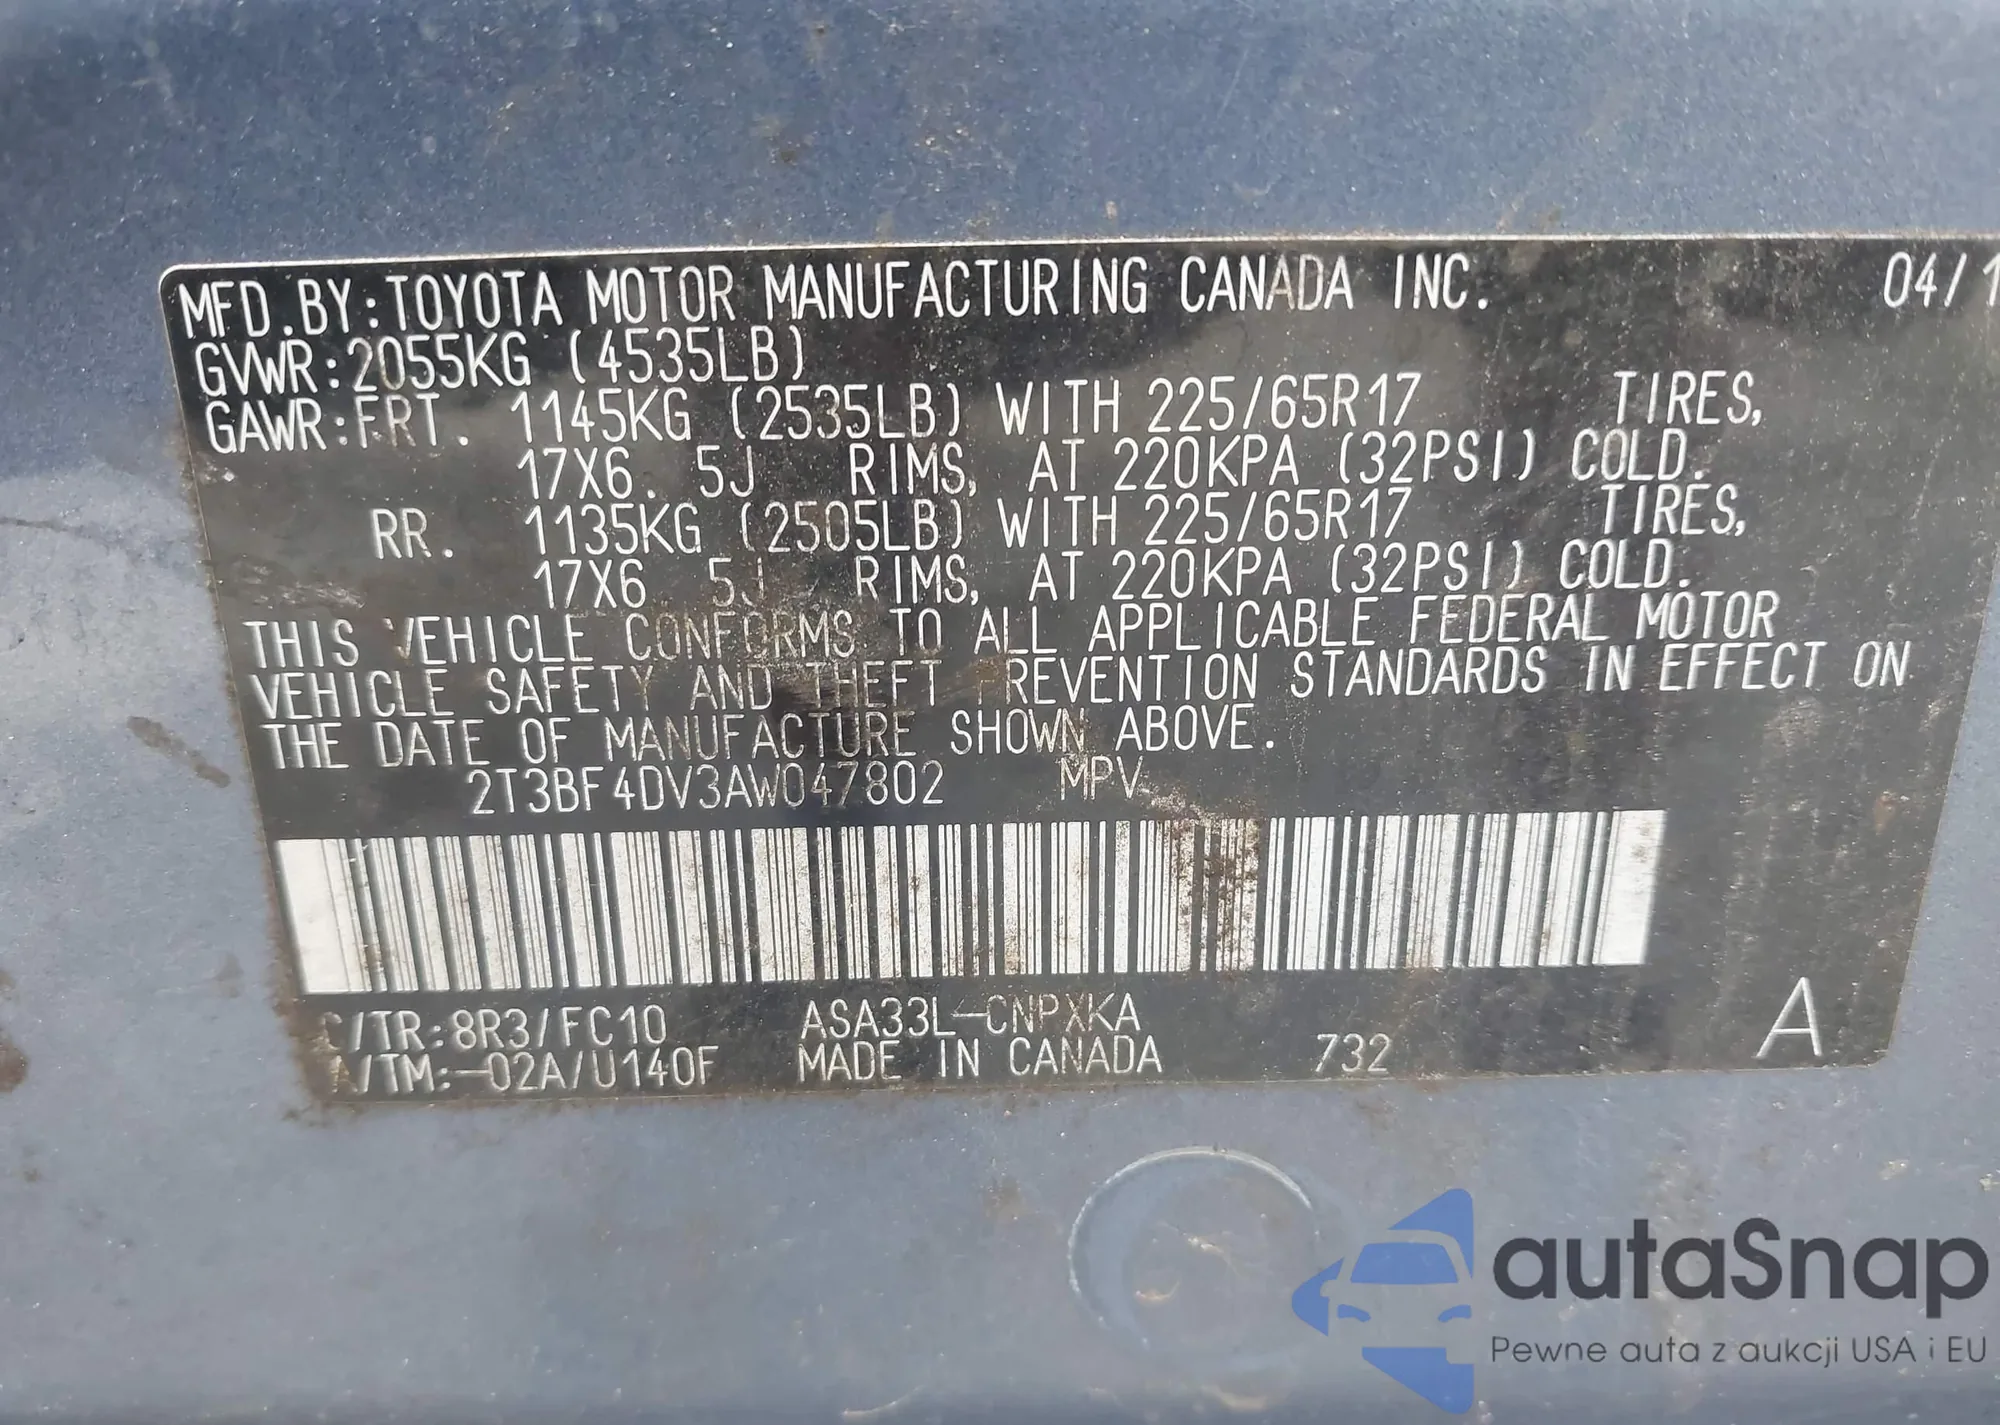 MFD.BY:TOYOTA MOTOR MANUFACTURING CANADA INC. 04/1
GVWR:2055KG (4535LB)
GAWR:FRT. 1145KG (2535LB) WITH 225/65R17 TIRES,
17X6.5J RIMS, AT 220KPA (32PSI) COLD.
RR. 1135KG (2505LB) WITH 225/65R17 TIRES,
17X6 5J RIMS, AT 220KPA (32PSI) COLD.
THIS VEHICLE CONFORMS TO ALL APPLICABLE FEDERAL MOTOR
VEHICLE SAFETY AND THEFT PREVENTION STANDARDS IN EFFECT ON
THE DATE OF MANUFACTURE SHOWN ABOVE.
2T3BF4DV3AW047802 MPV
C/TR:8R3/FC10 ASA33L-CNPXKA
A/TM:-02A/U140F MADE IN CANADA 732 A
autaSnap
Pewne auta z aukcji USA i EU